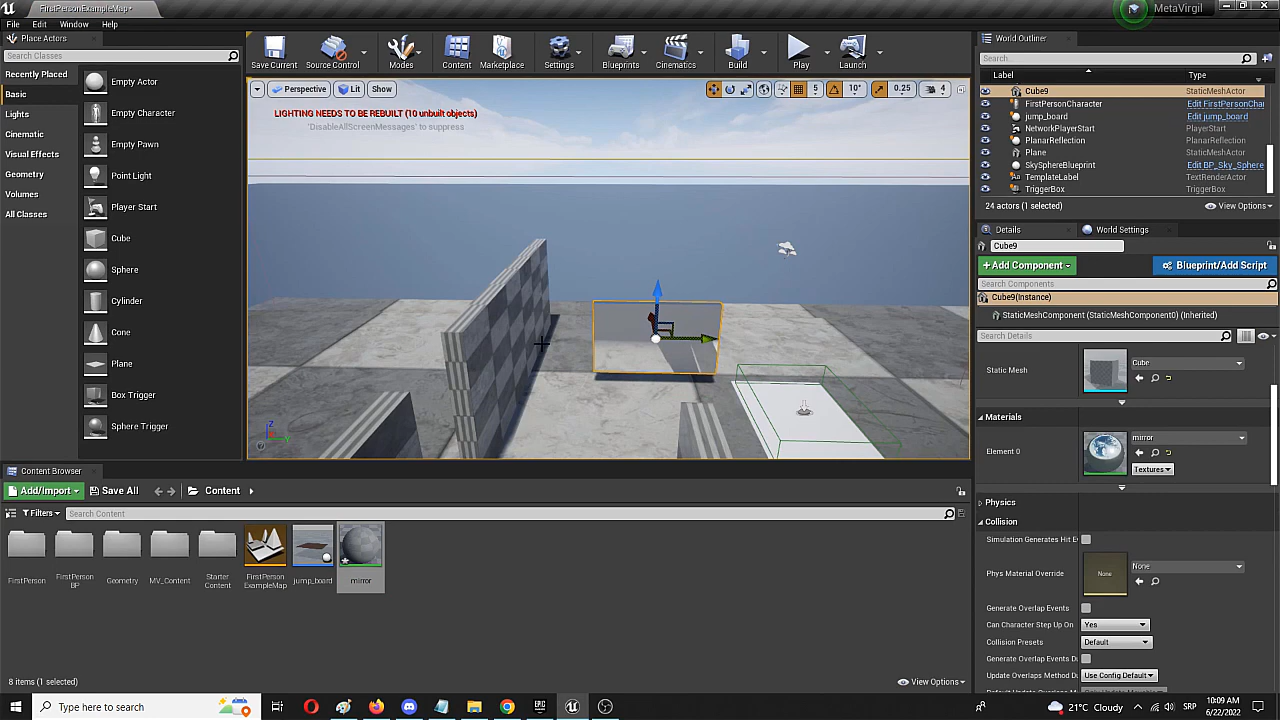 FirstPersonExampleMap*
MetaVirgil
File Edit Window Help
Place Actors
Search Classes
Recently Placed
Basic
Lights
Cinematic
Visual Effects
Geometry
Volumes
All Classes
Empty Actor
Empty Character
Empty Pawn
Point Light
Player Start
Cube
Sphere
Cylinder
Cone
Plane
Box Trigger
Sphere Trigger
Save Current
Source Control
Modes
Content
Marketplace
Settings
Blueprints
Cinematics
Build
Play
Launch
Perspective
Lit
Show
5
10°
0.25
4
LIGHTING NEEDS TO BE REBUILT (10 unbuilt objects)
'DisableAllScreenMessages' to suppress
World Outliner
Search...
Label Type
Cube9 StaticMeshActor
FirstPersonCharacter Edit FirstPersonChar
jump_board Edit jump_board
NetworkPlayerStart PlayerStart
PlanarReflection PlanarReflection
Plane StaticMeshActor
SkySphereBlueprint Edit BP_Sky_Sphere
TemplateLabel TextRenderActor
TriggerBox TriggerBox
24 actors (1 selected)
View Options
Details
World Settings
Cube9
+Add Component
Blueprint/Add Script
Search Components
Cube9(Instance)
StaticMeshComponent (StaticMeshComponent0) (Inherited)
Search Details
Static Mesh
Cube
Materials
Element 0
mirror
Textures
Physics
Collision
Simulation Generates Hit E
Phys Material Override
None
None
Generate Overlap Events
Can Character Step Up On
Yes
Collision Presets
Default
Generate Overlap Events D
Update Overlaps Method D
Use Config Default
Content Browser
Add/Import
Save All
Content
Filters
Search Content
FirstPerson
FirstPerson
BP
Geometry
MV_Content
Starter
Content
FirstPerson
ExampleMap
jump_board
mirror
8 items (1 selected)
View Options
Type here to search
21°C Cloudy
SRP
10:09 AM
6/22/2022